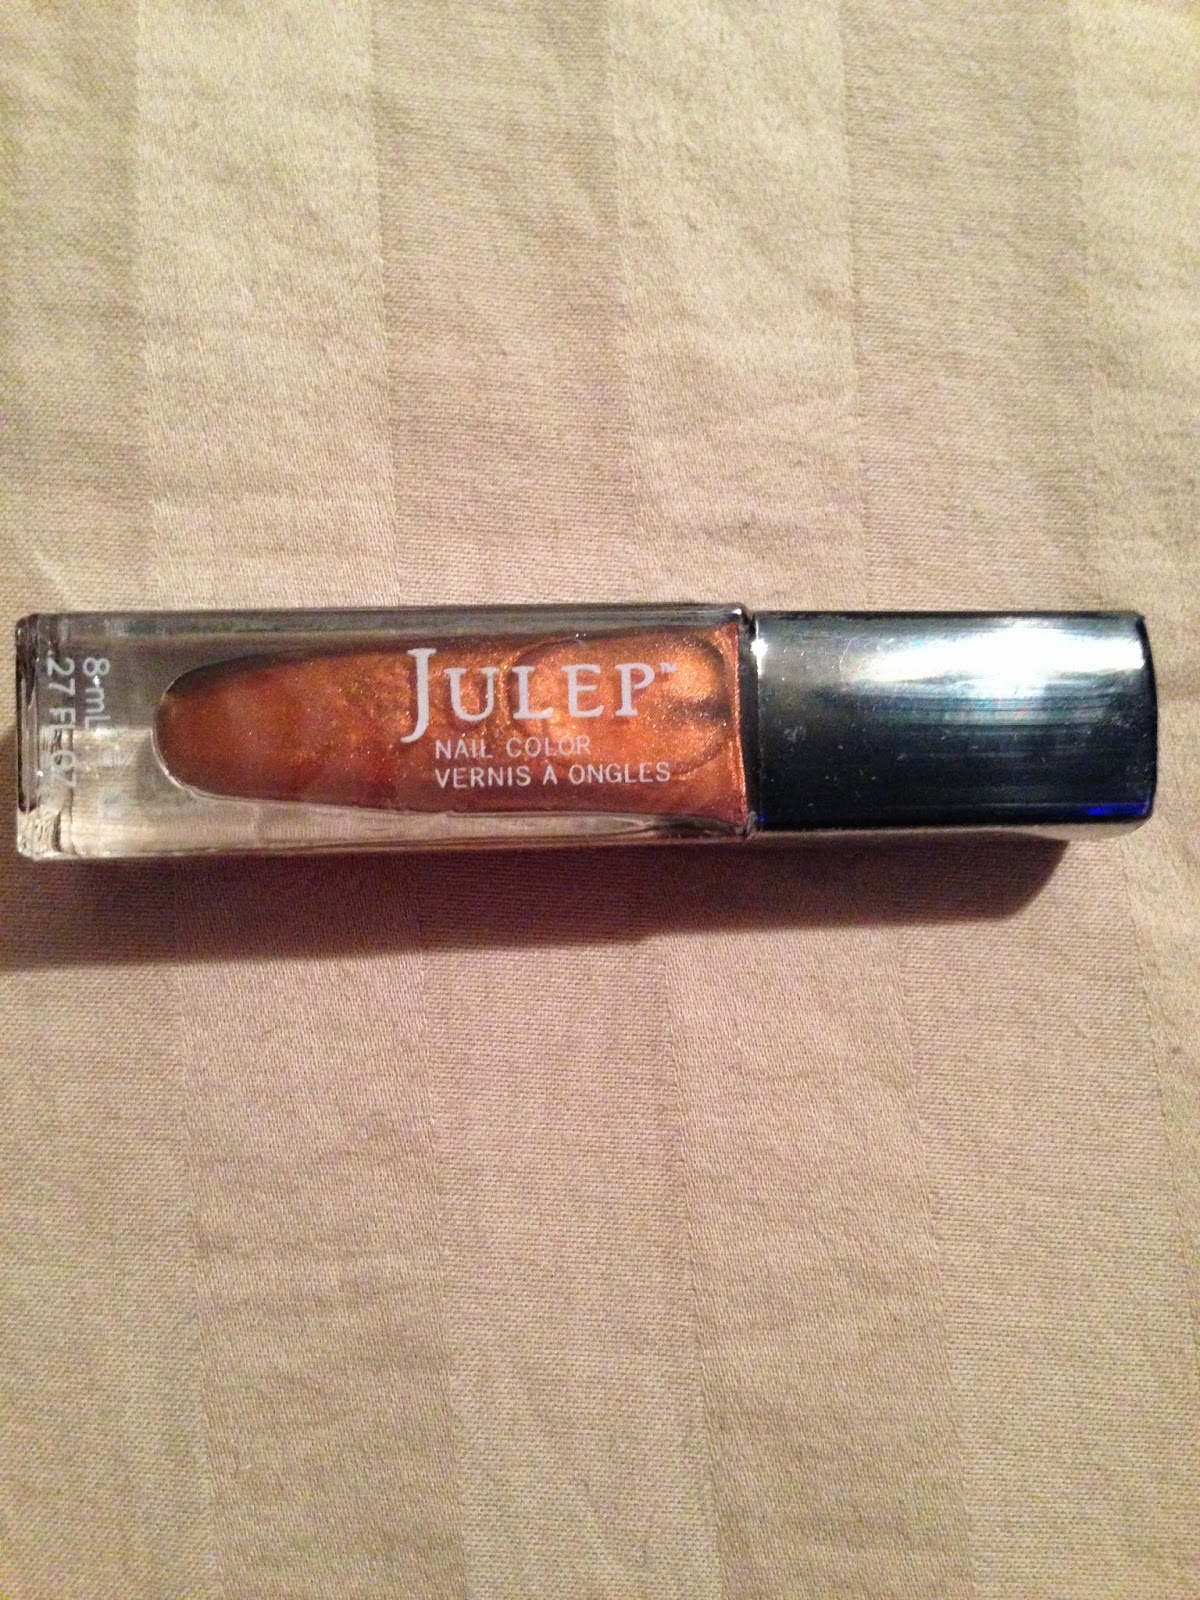 JULEP™
NAIL COLOR
VERNIS À ONGLES
8 mL
.27 Fl oz